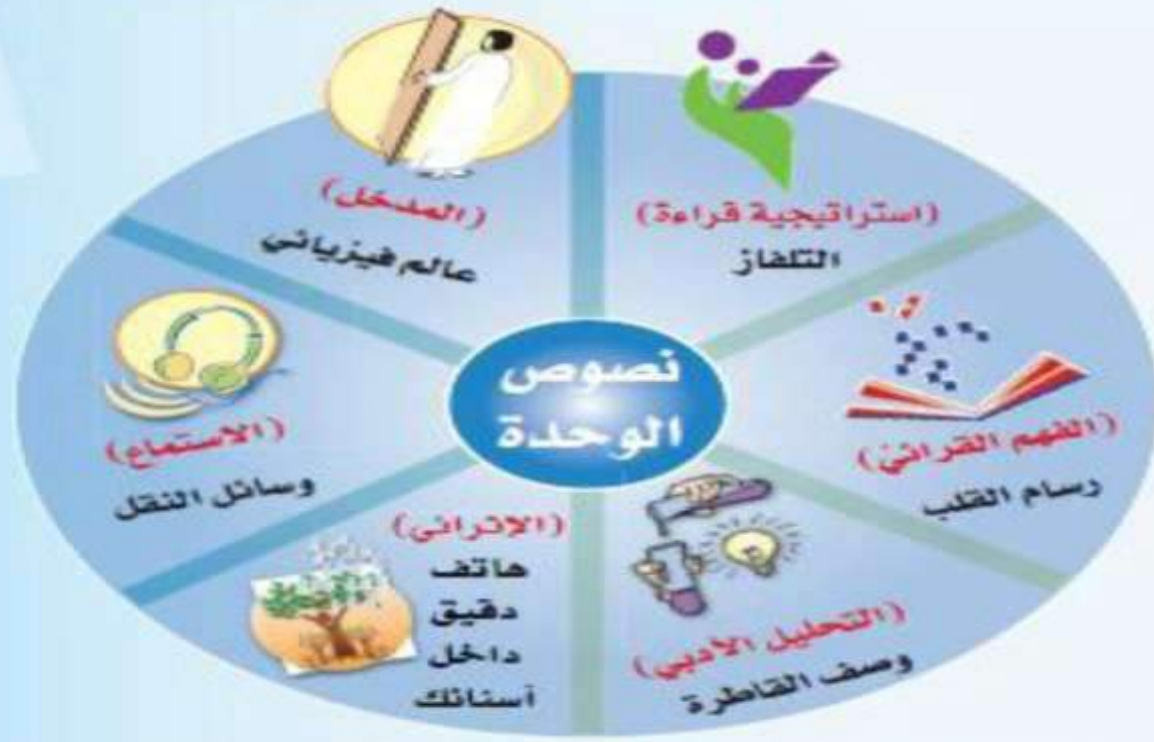 نصوص
الوحدة
(المدخل)
عالم فيزيائي
(استراتيجية قراءة)
التلفاز
(الفهم القرائي)
رسام القلب
(التحليل الأدبي)
وصف القاطرة
(الإثرائي)
هاتف
دقيق
داخل
أسنانك
(الاستماع)
وسائل النقل